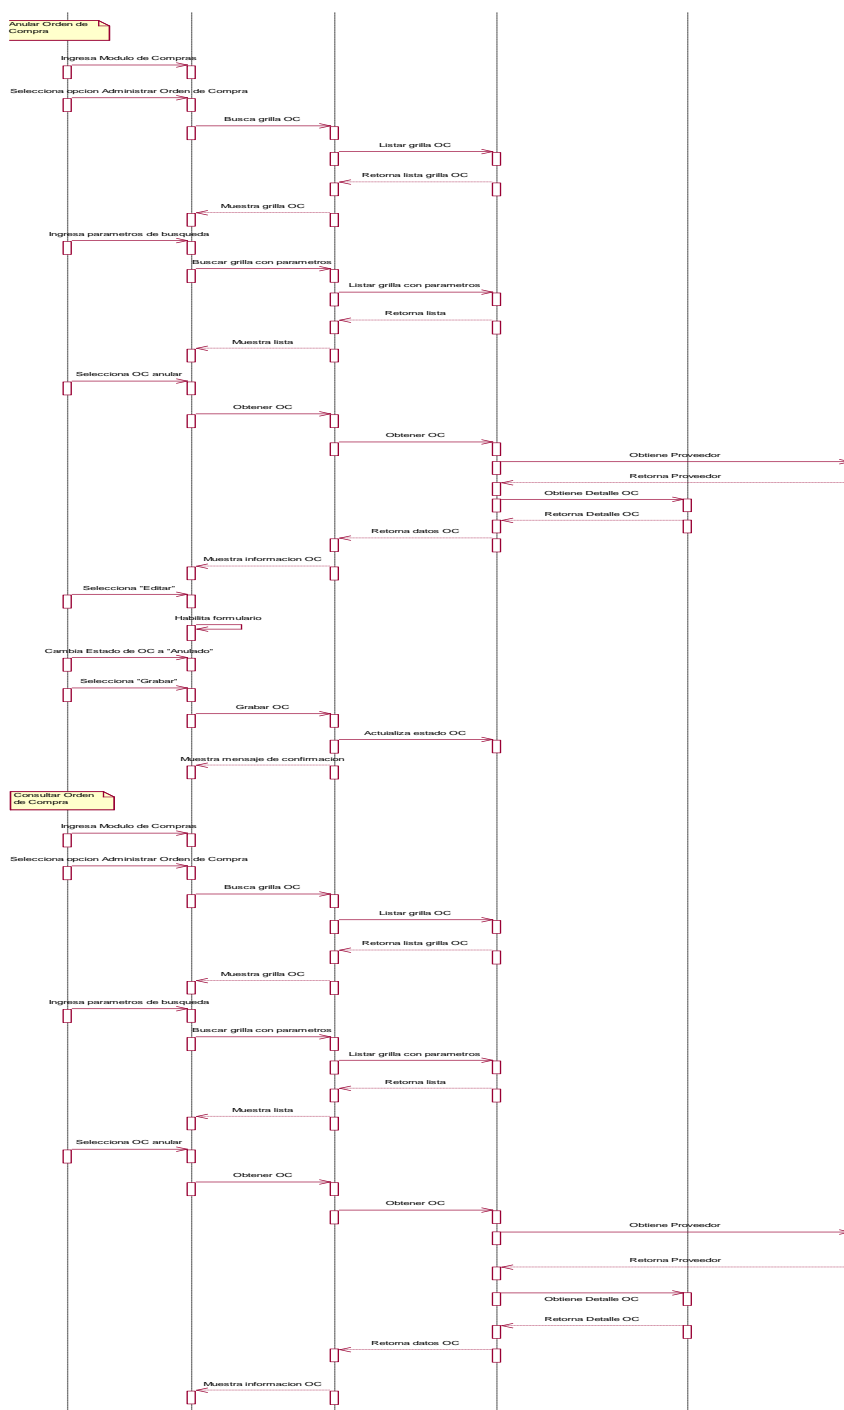 Anular Orden de
Compra
Ingresa Modulo de Compras
Selecciona opcion Administrar Orden de Compra
Busca grilla OC
Listar grilla OC
Retorna lista grilla OC
Muestra grilla OC
Ingresa parametros de busqueda
Buscar grilla con parametros
Listar grilla con parametros
Retorna lista
Muestra lista
Selecciona OC anular
Obtener OC
Obtener OC
Obtiene Proveedor
Retorna Proveedor
Obtiene Detalle OC
Retorna Detalle OC
Retorna datos OC
Muestra informacion OC
Selecciona "Editar"
Habilita formulario
Cambia Estado de OC a "Anulado"
Selecciona "Grabar"
Grabar OC
Actuializa estado OC
Muestra mensaje de confirmacion
Consultar Orden
de Compra
Ingresa Modulo de Compras
Selecciona opcion Administrar Orden de Compra
Busca grilla OC
Listar grilla OC
Retorna lista grilla OC
Muestra grilla OC
Ingresa parametros de busqueda
Buscar grilla con parametros
Listar grilla con parametros
Retorna lista
Muestra lista
Selecciona OC anular
Obtener OC
Obtener OC
Obtiene Proveedor
Retorna Proveedor
Obtiene Detalle OC
Retorna Detalle OC
Retorna datos OC
Muestra informacion OC